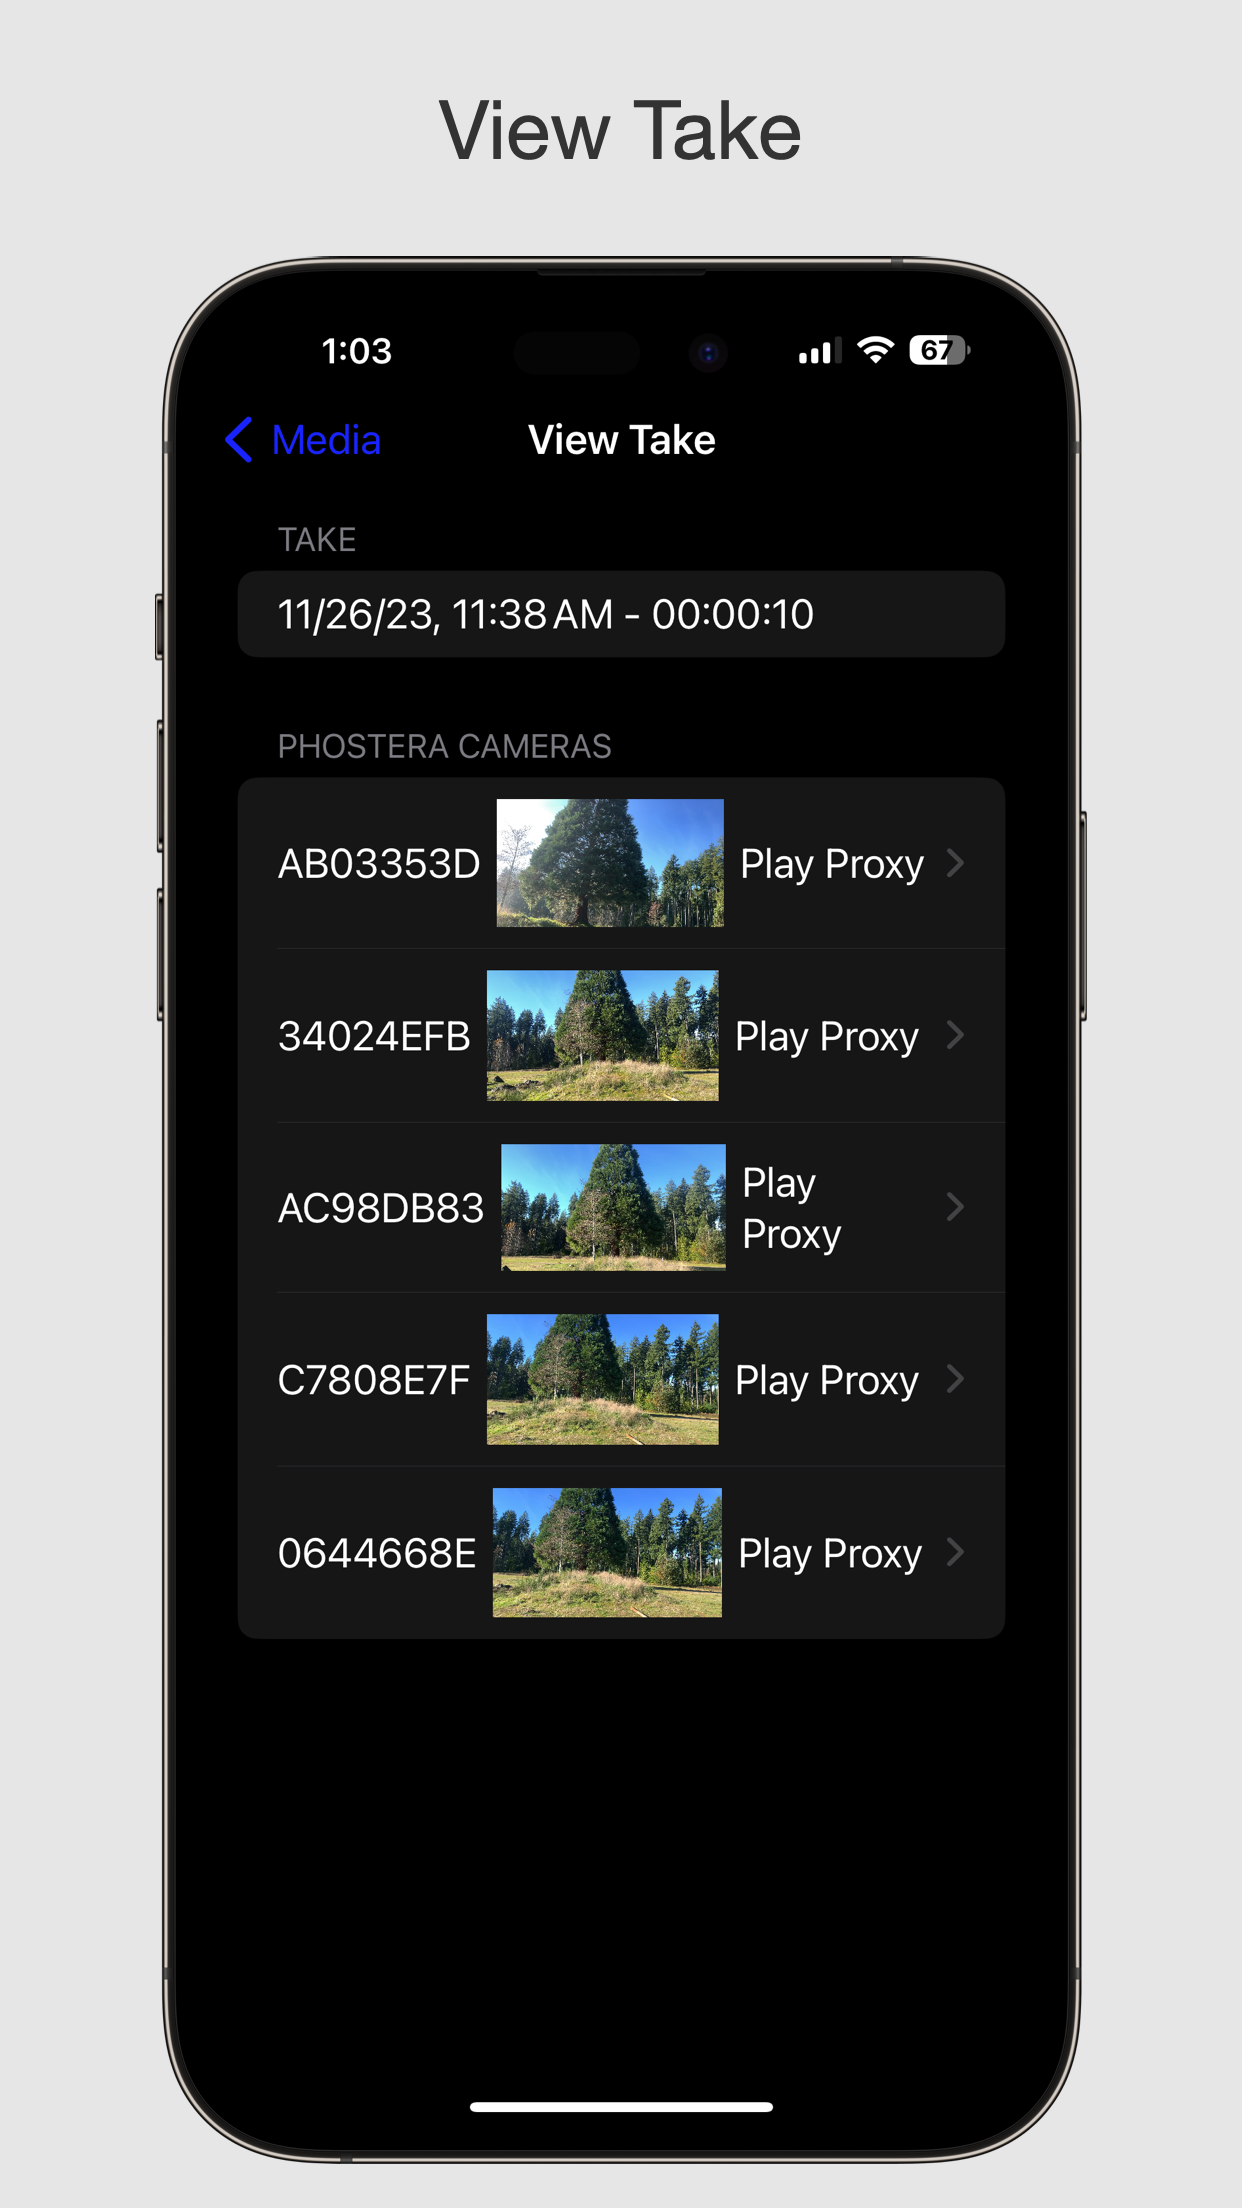 View Take
1:03
67
Media
View Take
TAKE
11/26/23, 11:38 AM - 00:00:10
PHOSTERA CAMERAS
AB03353D Play Proxy
34024EFB Play Proxy
AC98DB83 Play
Proxy
C7808E7F Play Proxy
0644668E Play Proxy